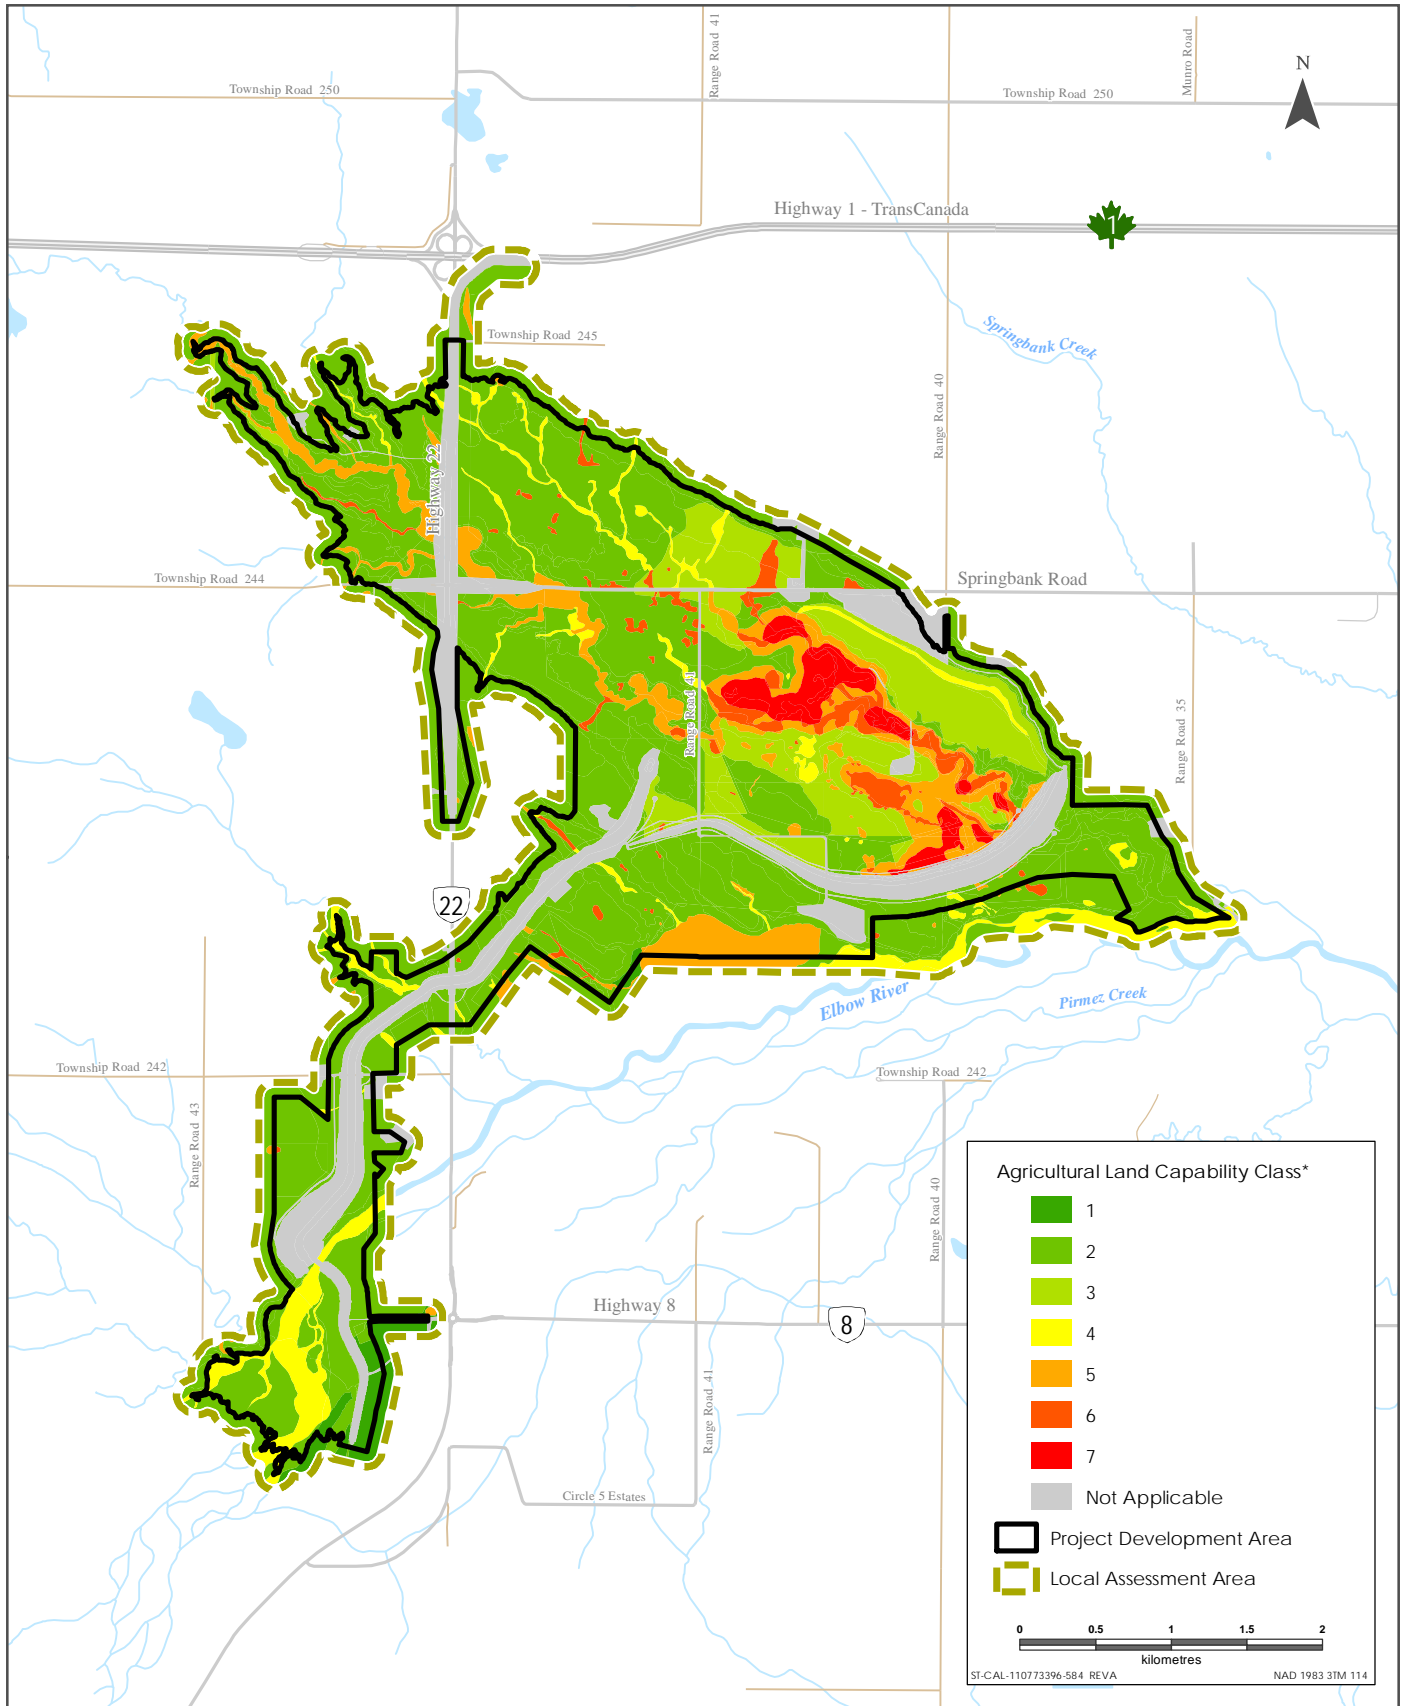 Range Road 41
Munro Road
N
Township Road 250
Township Road 250
Highway 1 - TransCanada
1
Springbank Creek
Township Road 245
Range Road 40
Highway 22
Township Road 244
Springbank Road
Range Road 41
Range Road 35
22
Elbow River
Pirmez Creek
Township Road 242
Township Road 242
Range Road 43
Range Road 40
Highway 8
8
Range Road 41
Circle 5 Estates
Agricultural Land Capability Class*
1
2
3
4
5
6
7
Not Applicable
Project Development Area
Local Assessment Area
0 0.5 1 1.5 2
kilometres
ST-CAL-110773396-584 REVA NAD 1983 3TM 114